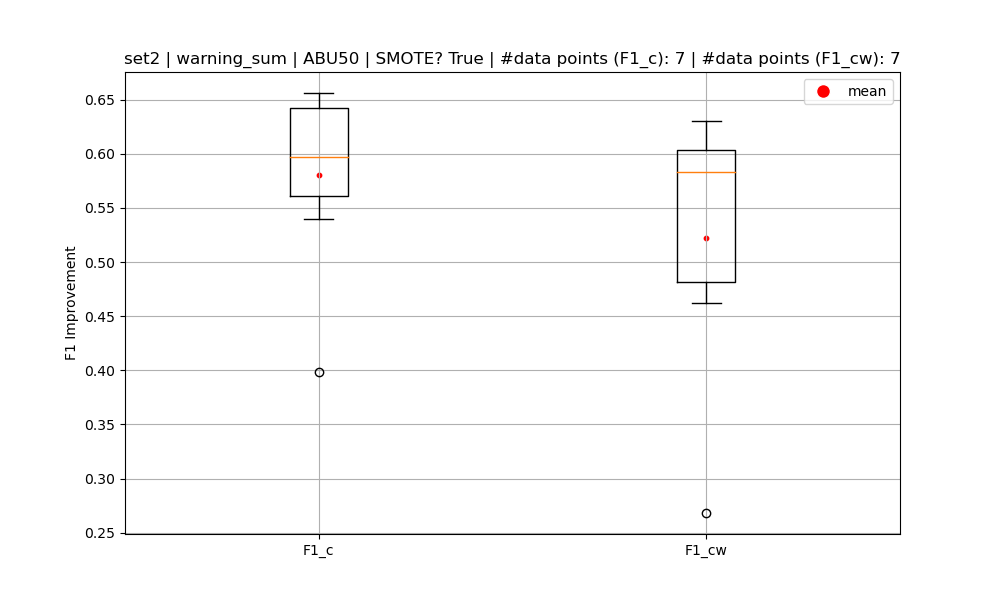 set2 | warning_sum | ABU50 | SMOTE? True | #data points (F1_c): 7 | #data points (F1_cw): 7
mean
0.65
0.60
0.55
0.50
0.45
0.40
0.35
0.30
0.25
F1 Improvement
F1_c
F1_cw